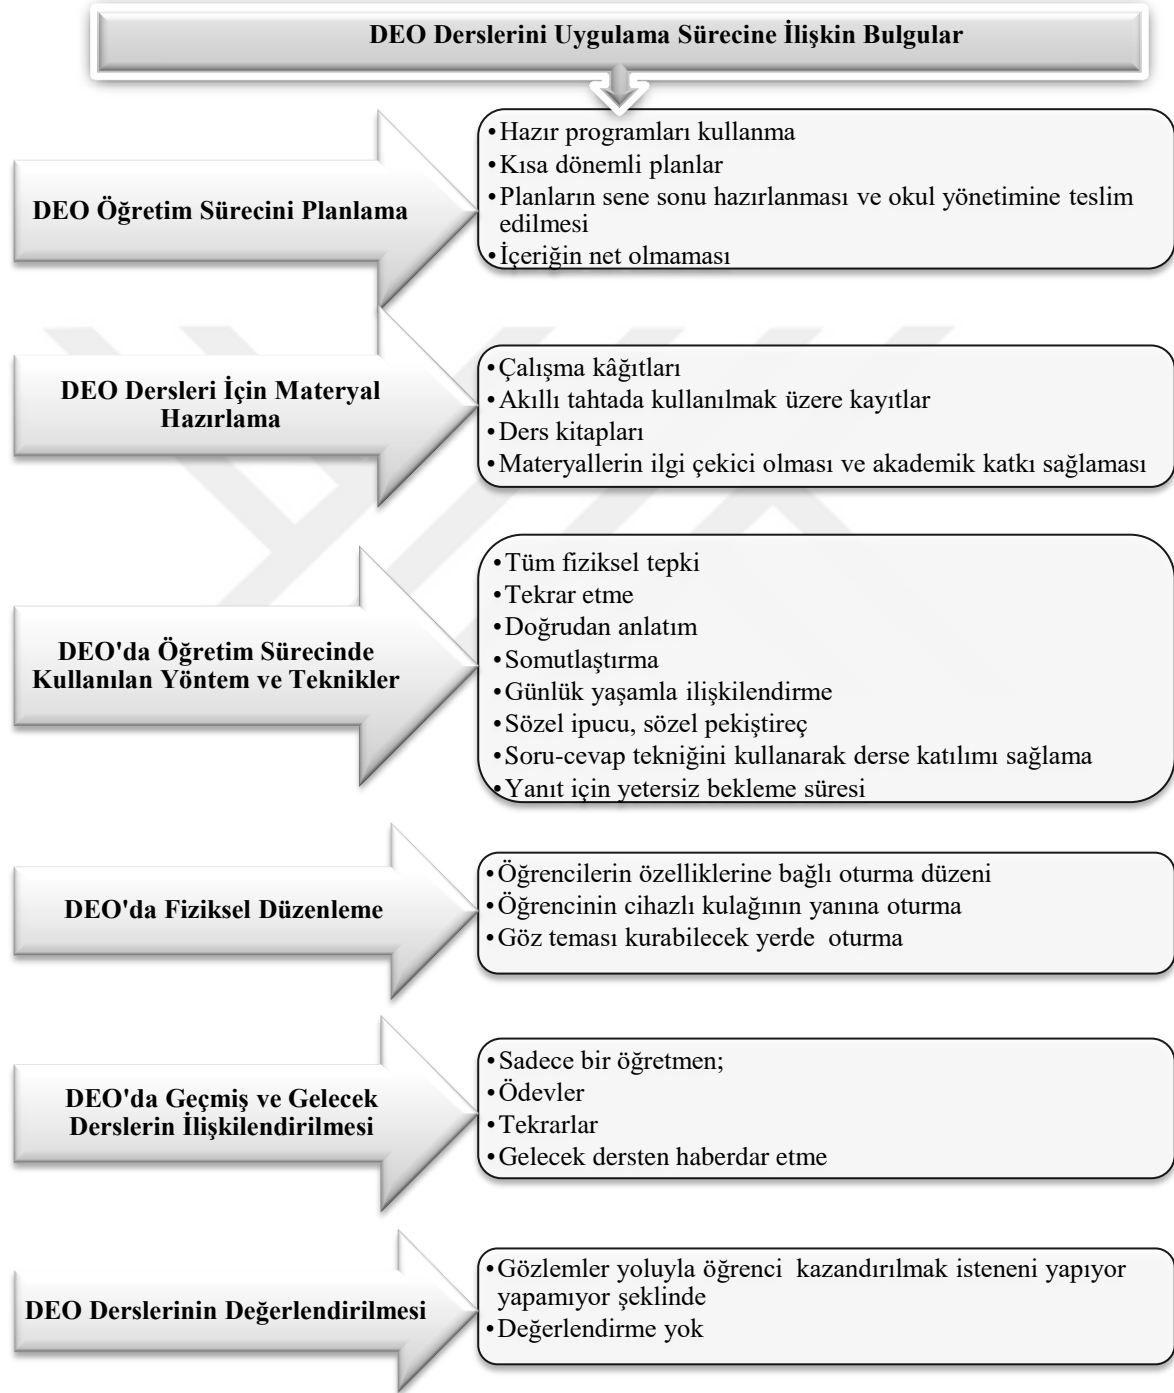 DEO Derslerini Uygulama Sürecine İlişkin Bulgular
DEO Öğretim Sürecini Planlama
•Hazır programları kullanma
•Kısa dönemli planlar
•Planların sene sonu hazırlanması ve okul yönetimine teslim
edilmesi
•İçeriğin net olmaması
DEO Dersleri İçin Materyal
Hazırlama
•Çalışma kâğıtları
•Akıllı tahtada kullanılmak üzere kayıtlar
•Ders kitapları
•Materyallerin ilgi çekici olması ve akademik katkı sağlaması
DEO'da Öğretim Sürecinde
Kullanılan Yöntem ve Teknikler
•Tüm fiziksel tepki
•Tekrar etme
•Doğrudan anlatım
•Somutlaştırma
•Günlük yaşamla ilişkilendirme
•Sözel ipucu, sözel pekiştireç
•Soru-cevap tekniğini kullanarak derse katılımı sağlama
•Yanıt için yetersiz bekleme süresi
DEO'da Fiziksel Düzenleme
•Öğrencilerin özelliklerine bağlı oturma düzeni
•Öğrencinin cihazlı kulağının yanına oturma
•Göz teması kurabilecek yerde oturma
DEO'da Geçmiş ve Gelecek
Derslerin İlişkilendirilmesi
•Sadece bir öğretmen;
•Ödevler
•Tekrarlar
•Gelecek dersten haberdar etme
DEO Derslerinin Değerlendirilmesi
•Gözlemler yoluyla öğrenci kazandırılmak isteneni yapıyor
yapamıyor şeklinde
•Değerlendirme yok